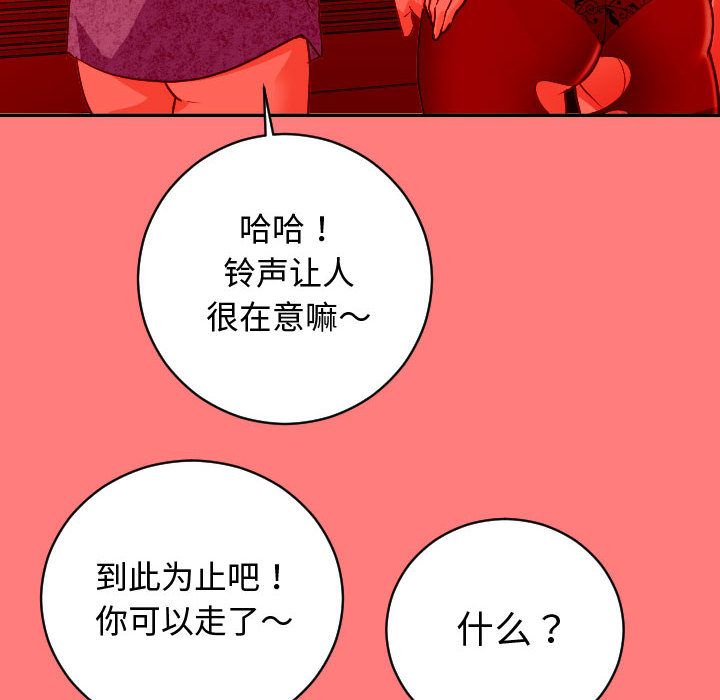 哈哈！
铃声让人
很在意嘛～
到此为止吧！
你可以走了～
什么？